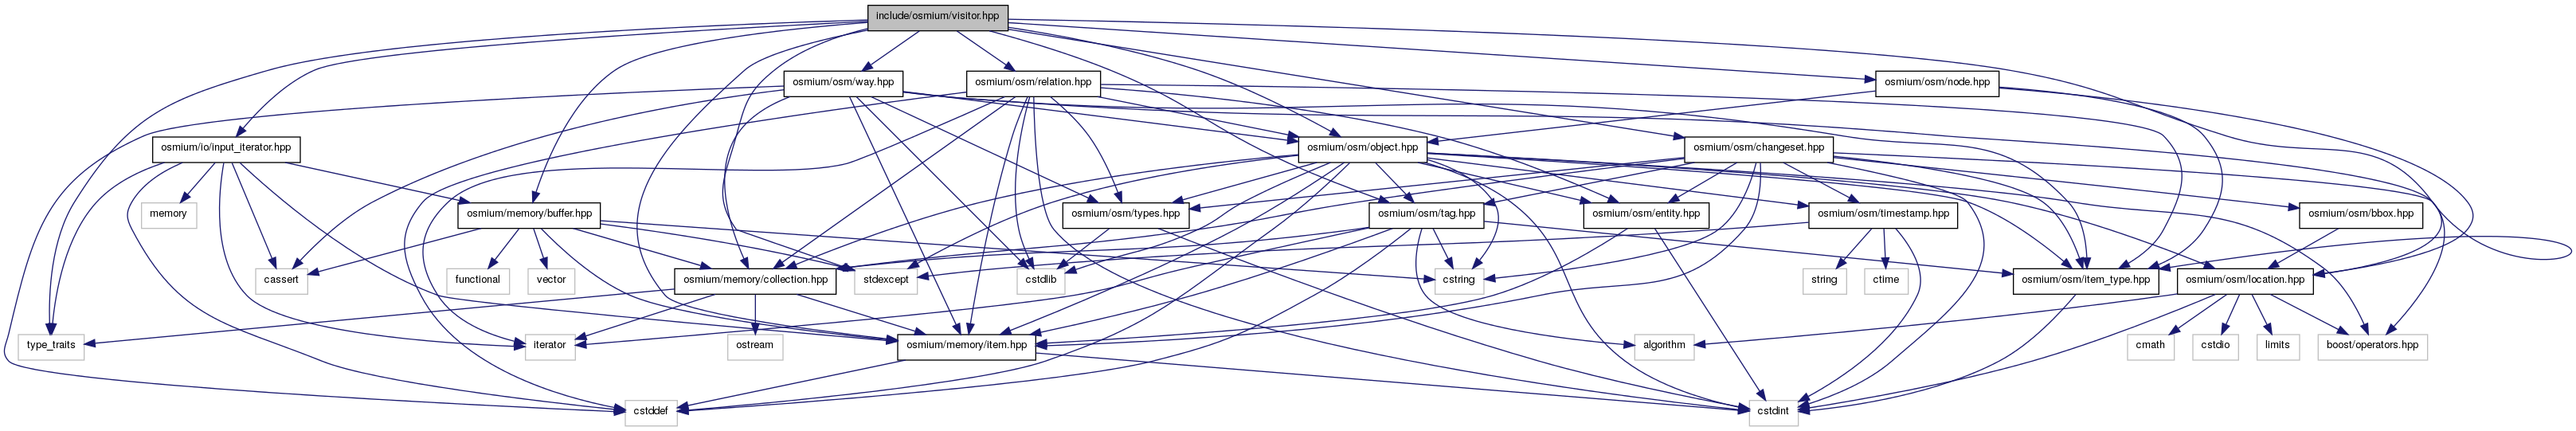 include/osmium/visitor.hpp
osmium/osm/way.hpp
osmium/osm/relation.hpp
osmium/osm/node.hpp
osmium/io/input_iterator.hpp
osmium/osm/object.hpp
osmium/osm/changeset.hpp
memory
osmium/memory/buffer.hpp
osmium/osm/types.hpp
osmium/osm/tag.hpp
osmium/osm/entity.hpp
osmium/osm/timestamp.hpp
osmium/osm/bbox.hpp
cassert
functional
vector
osmium/memory/collection.hpp
stdexcept
cstdlib
cstring
string
ctime
osmium/osm/item_type.hpp
osmium/osm/location.hpp
type_traits
iterator
ostream
osmium/memory/item.hpp
algorithm
cmath
cstdio
limits
boost/operators.hpp
cstddef
cstdint